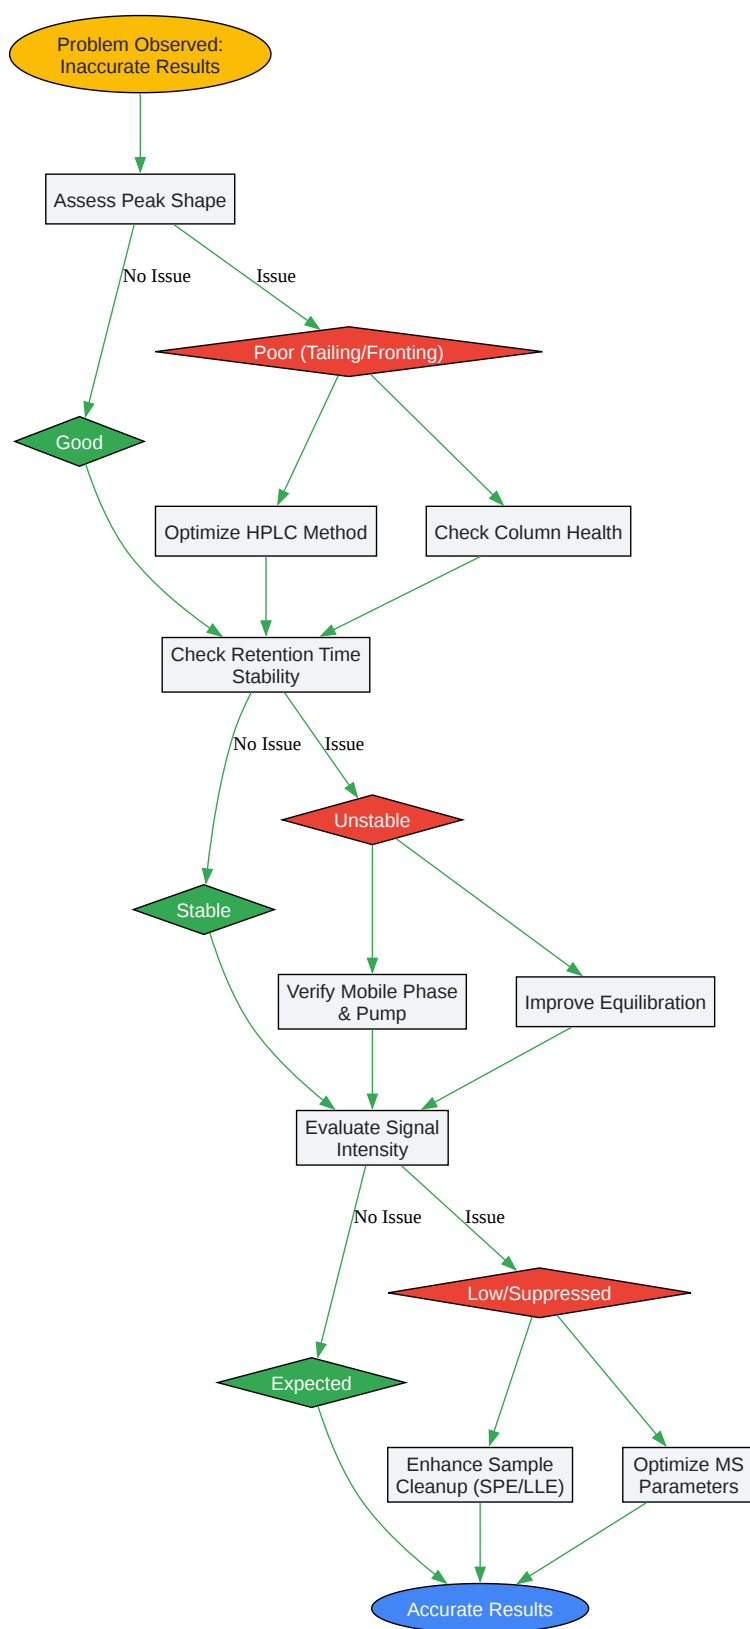 Problem Observed:
Inaccurate Results
Assess Peak Shape
No Issue
Issue
Poor (Tailing/Fronting)
Good
Optimize HPLC Method
Check Column Health
Check Retention Time
Stability
No Issue
Issue
Unstable
Stable
Verify Mobile Phase
& Pump
Improve Equilibration
Evaluate Signal
Intensity
No Issue
Issue
Low/Suppressed
Expected
Enhance Sample
Cleanup (SPE/LLE)
Optimize MS
Parameters
Accurate Results